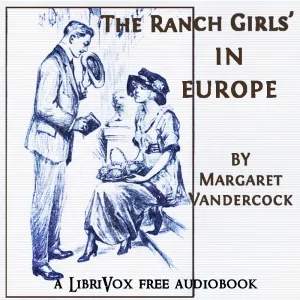 The Ranch Girls'
in
Europe
by
Margaret
Vandercock
a LibriVox free audiobook